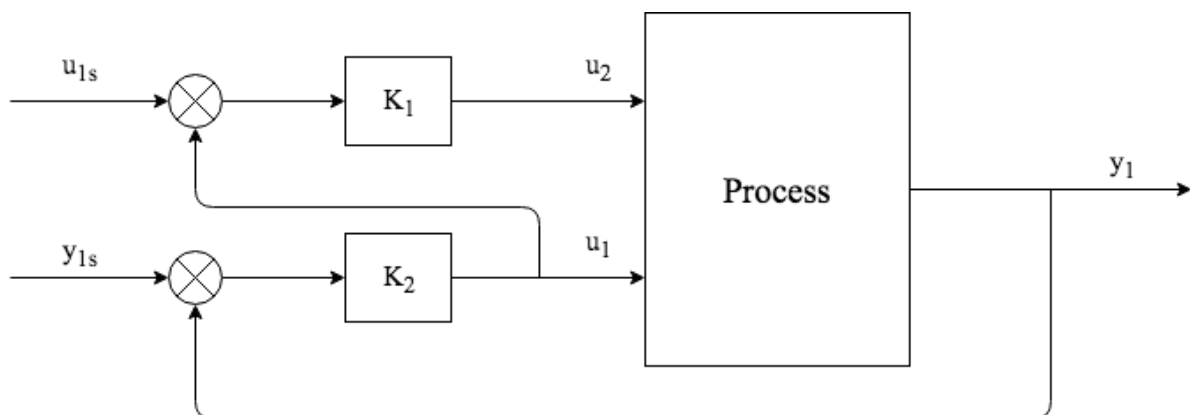 u₁ₛ
K₁
u₂
Process
y₁
y₁ₛ
K₂
u₁